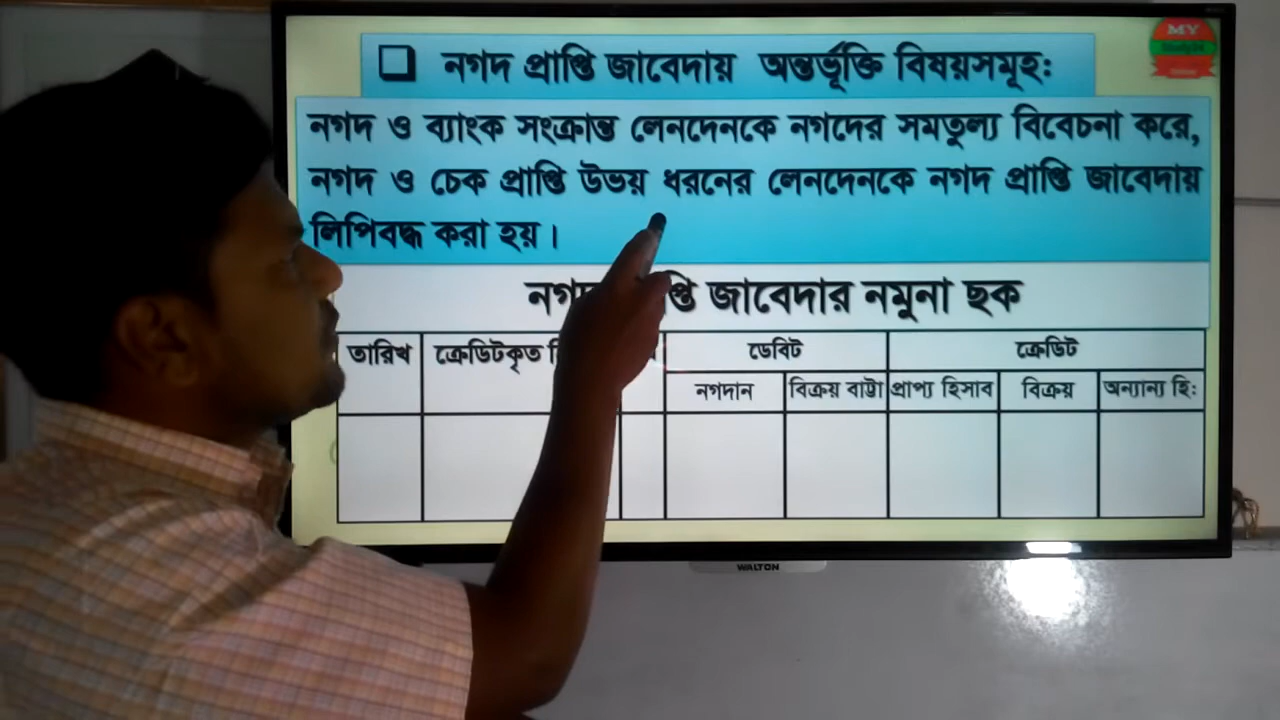 MY
নগদ প্রাপ্তি জাবেদায় অন্তর্ভূক্তি বিষয়সমূহ:
নগদ ও ব্যাংক সংক্রান্ত লেনদেনকে নগদের সমতুল্য বিবেচনা করে,
নগদ ও চেক প্রাপ্তি উভয় ধরনের লেনদেনকে নগদ প্রাপ্তি জাবেদায়
লিপিবদ্ধ করা হয়।
জাবেদার নমুনা ছক
তারিখ ক্রেডিটকৃত ডেবিট ক্রেডিট
নগদান বিক্রয় বাট্টা প্রাপ্য হিসাব বিক্রয় অন্যান্য হি:
WALTON